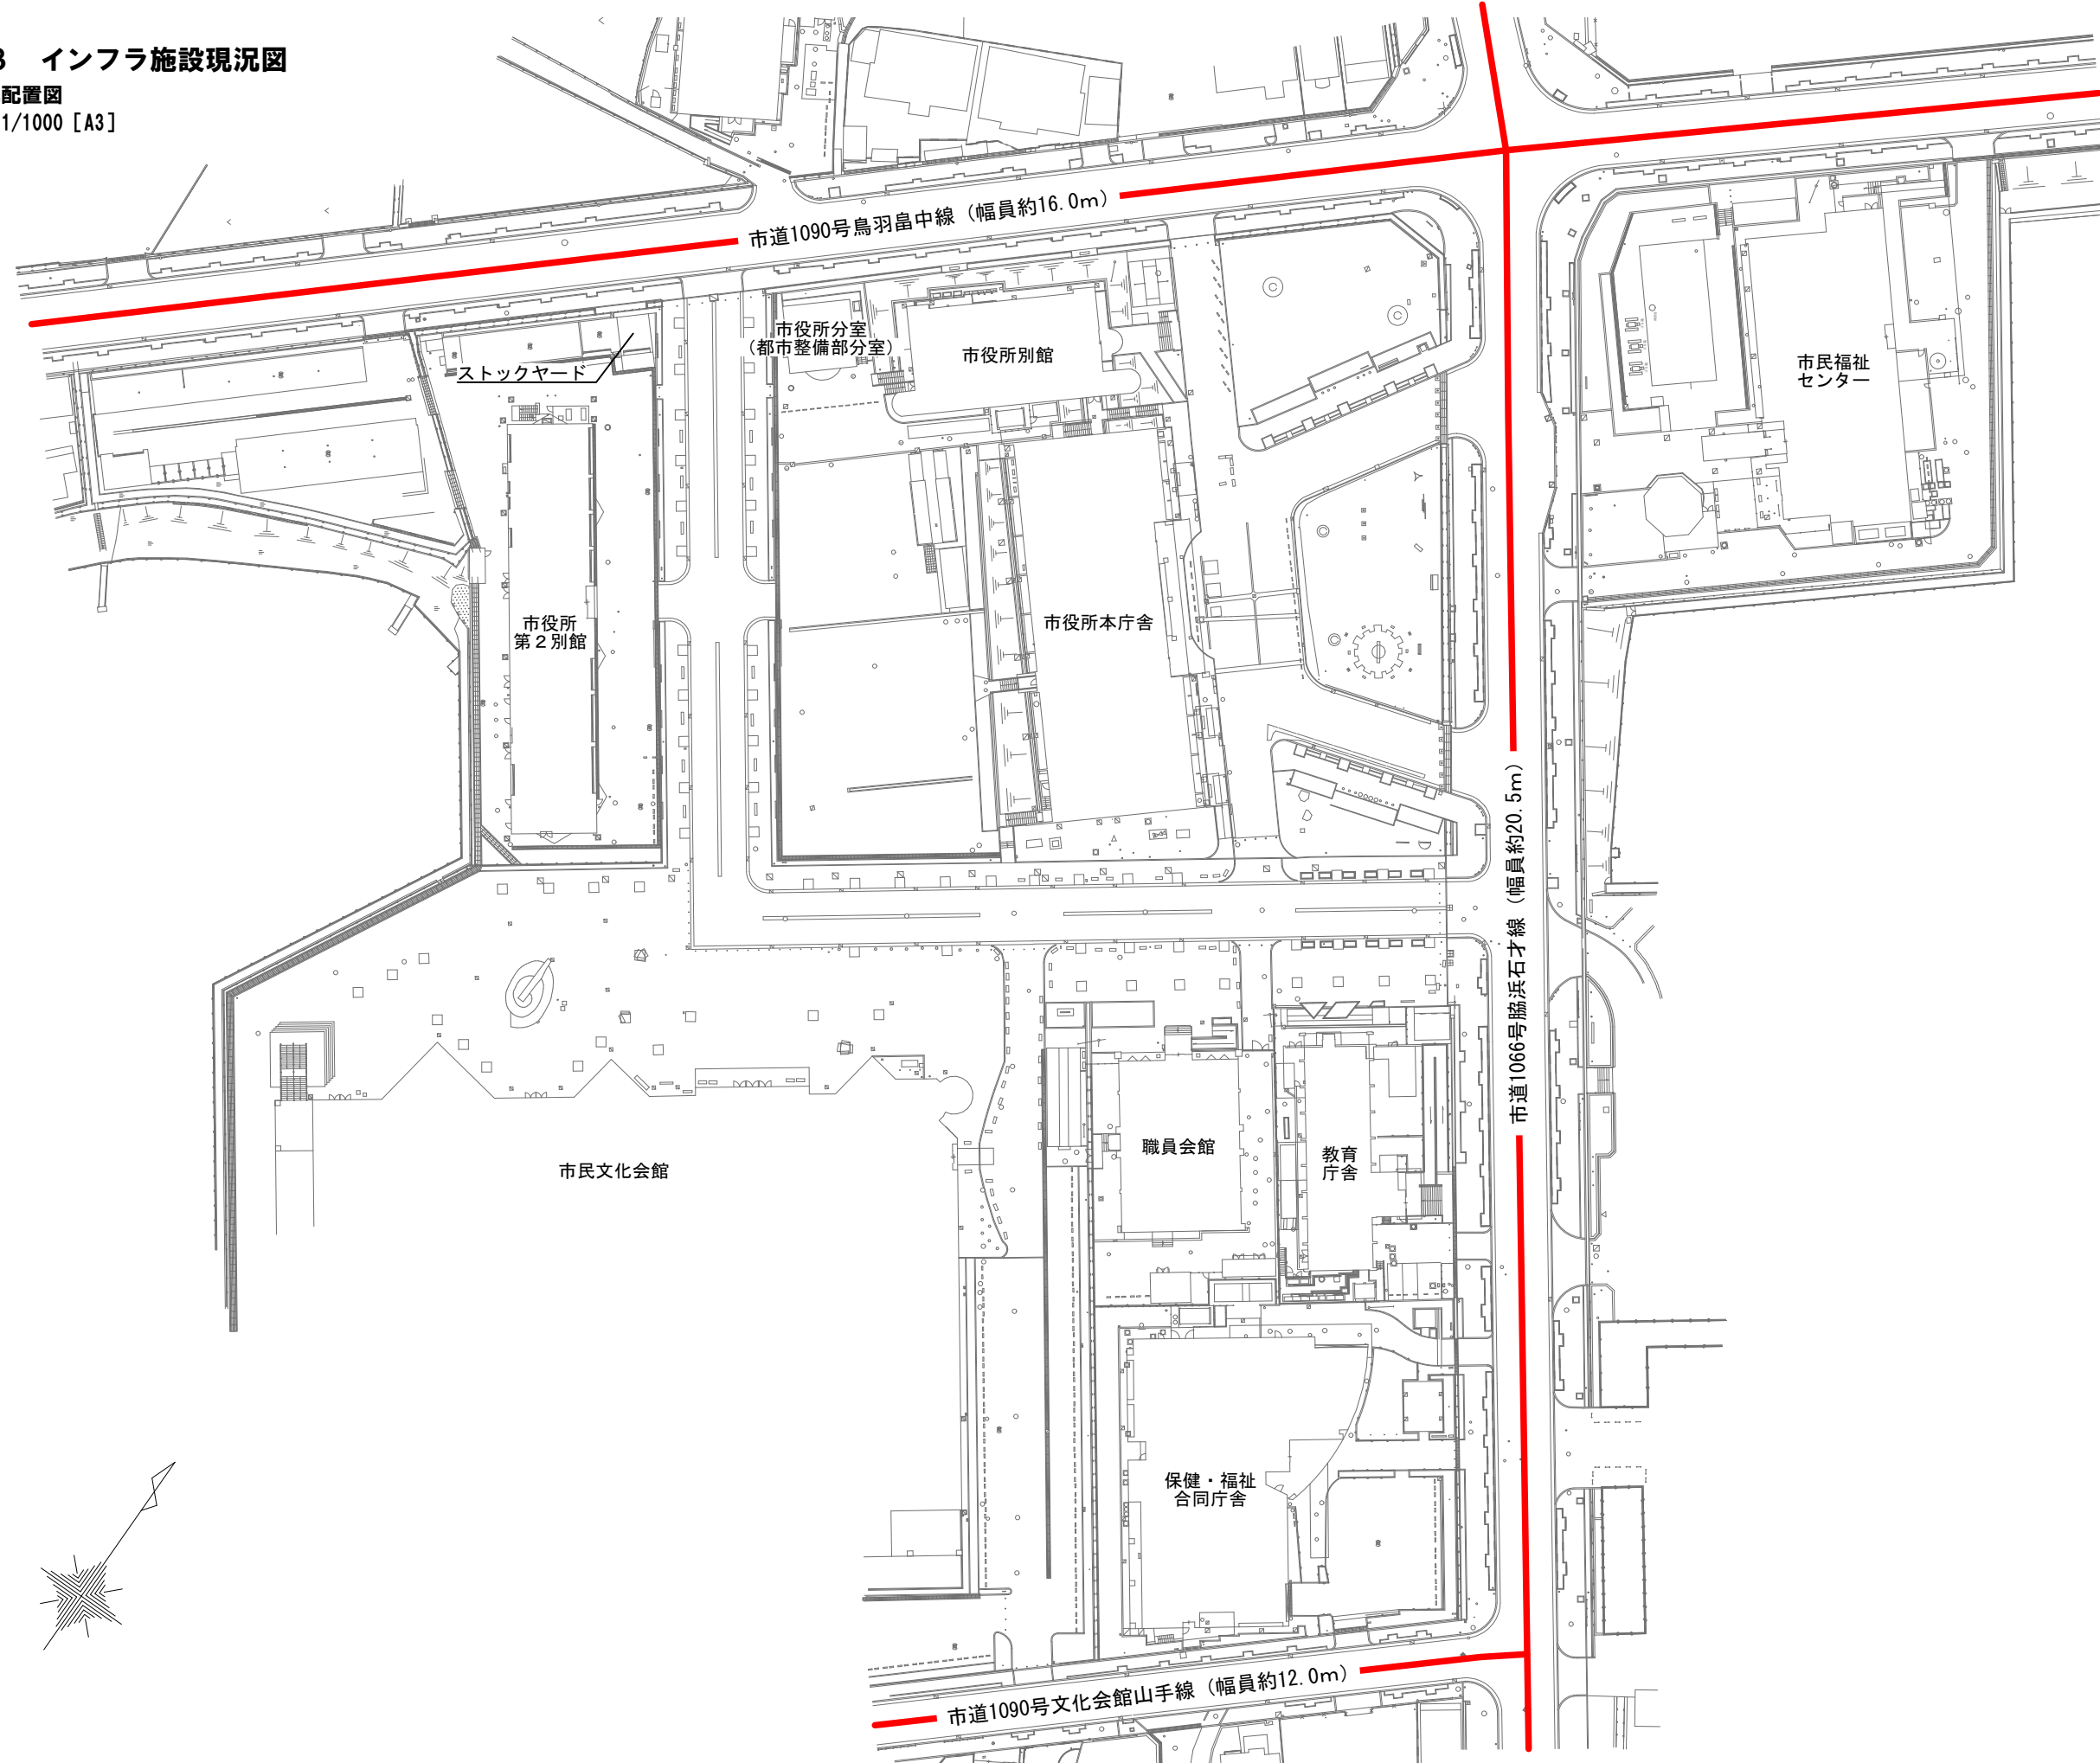 3 インフラ施設現況図
配置図
1/1000 [A3]
市道1090号鳥羽畠中線（幅員約16.0m）
市役所分室
（都市整備部分室）
市役所別館
ストックヤード
市民福祉
センター
市役所
第２別館
市役所本庁舎
市道1066号脇浜石才線（幅員約20.5m）
職員会館
教育
庁舎
市民文化会館
保健・福祉
合同庁舎
市道1090号文化会館山手線（幅員約12.0m）